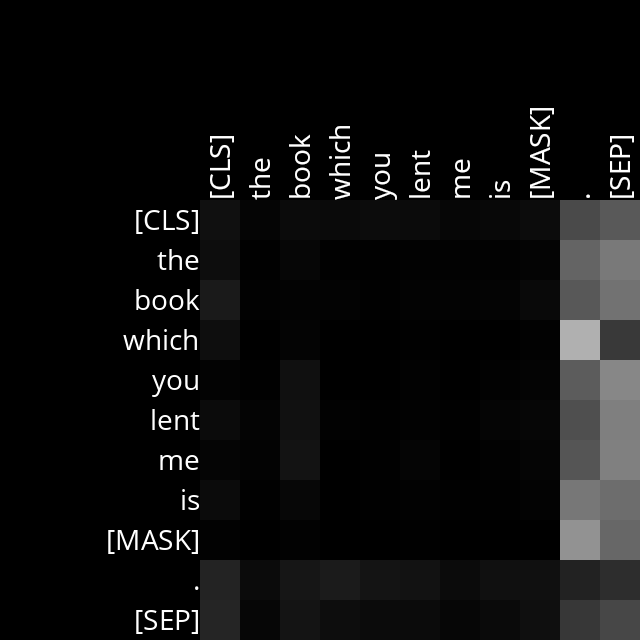 [CLS] the book which you lent me is [MASK] . [SEP]
[CLS]
the
book
which
you
lent
me
is
[MASK]
.
[SEP]